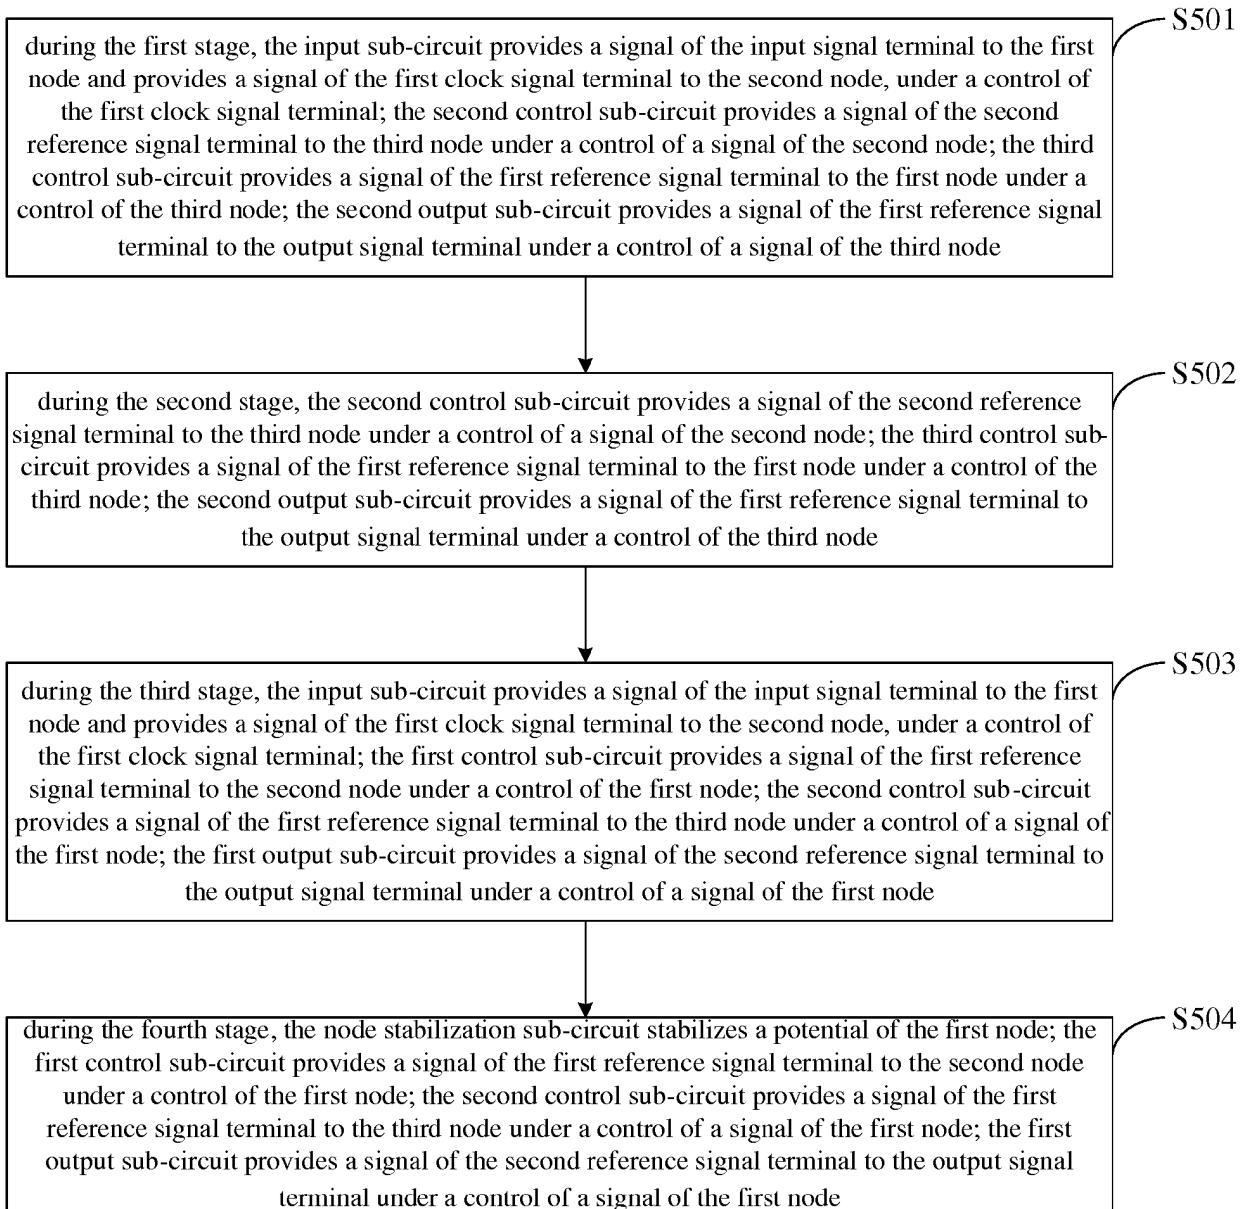 S501
during the first stage, the input sub-circuit provides a signal of the input signal terminal to the first
node and provides a signal of the first clock signal terminal to the second node, under a control of
the first clock signal terminal; the second control sub-circuit provides a signal of the second
reference signal terminal to the third node under a control of a signal of the second node; the third
control sub-circuit provides a signal of the first reference signal terminal to the first node under a
control of the third node; the second output sub-circuit provides a signal of the first reference signal
terminal to the output signal terminal under a control of a signal of the third node
S502
during the second stage, the second control sub-circuit provides a signal of the second reference
signal terminal to the third node under a control of a signal of the second node; the third control sub-
circuit provides a signal of the first reference signal terminal to the first node under a control of the
third node; the second output sub-circuit provides a signal of the first reference signal terminal to
the output signal terminal under a control of the third node
S503
during the third stage, the input sub-circuit provides a signal of the input signal terminal to the first
node and provides a signal of the first clock signal terminal to the second node, under a control of
the first clock signal terminal; the first control sub-circuit provides a signal of the first reference
signal terminal to the second node under a control of the first node; the second control sub-circuit
provides a signal of the first reference signal terminal to the third node under a control of a signal of
the first node; the first output sub-circuit provides a signal of the second reference signal terminal to
the output signal terminal under a control of a signal of the first node
S504
during the fourth stage, the node stabilization sub-circuit stabilizes a potential of the first node; the
first control sub-circuit provides a signal of the first reference signal terminal to the second node
under a control of the first node; the second control sub-circuit provides a signal of the first
reference signal terminal to the third node under a control of a signal of the first node; the first
output sub-circuit provides a signal of the second reference signal terminal to the output signal
terminal under a control of a signal of the first node